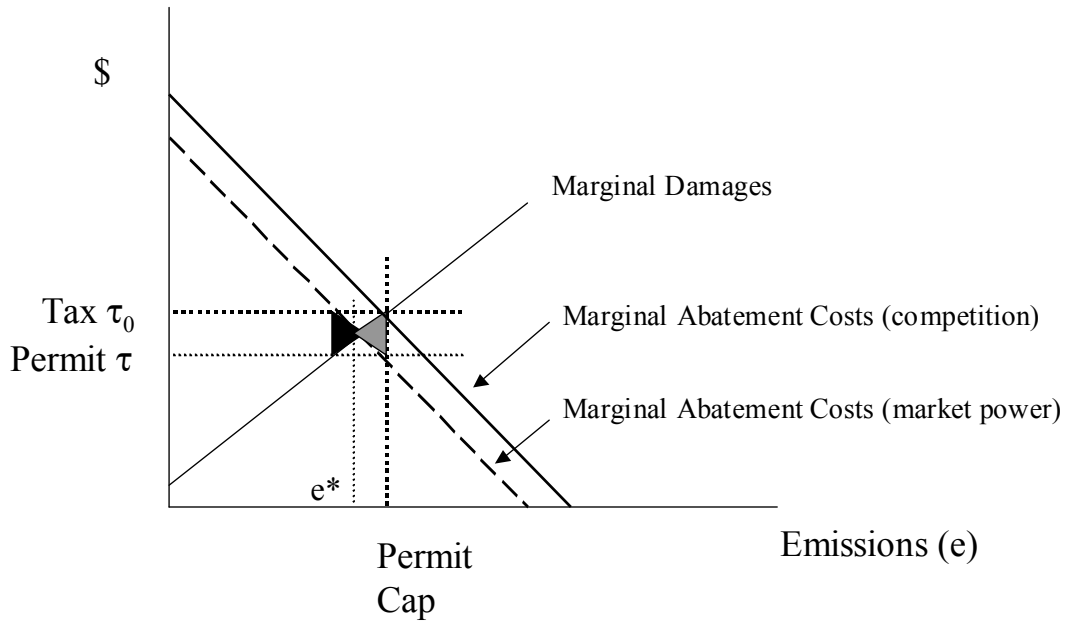 $
Marginal Damages
Tax τ₀
Marginal Abatement Costs (competition)
Permit τ
Marginal Abatement Costs (market power)
e*
Permit
Cap
Emissions (e)